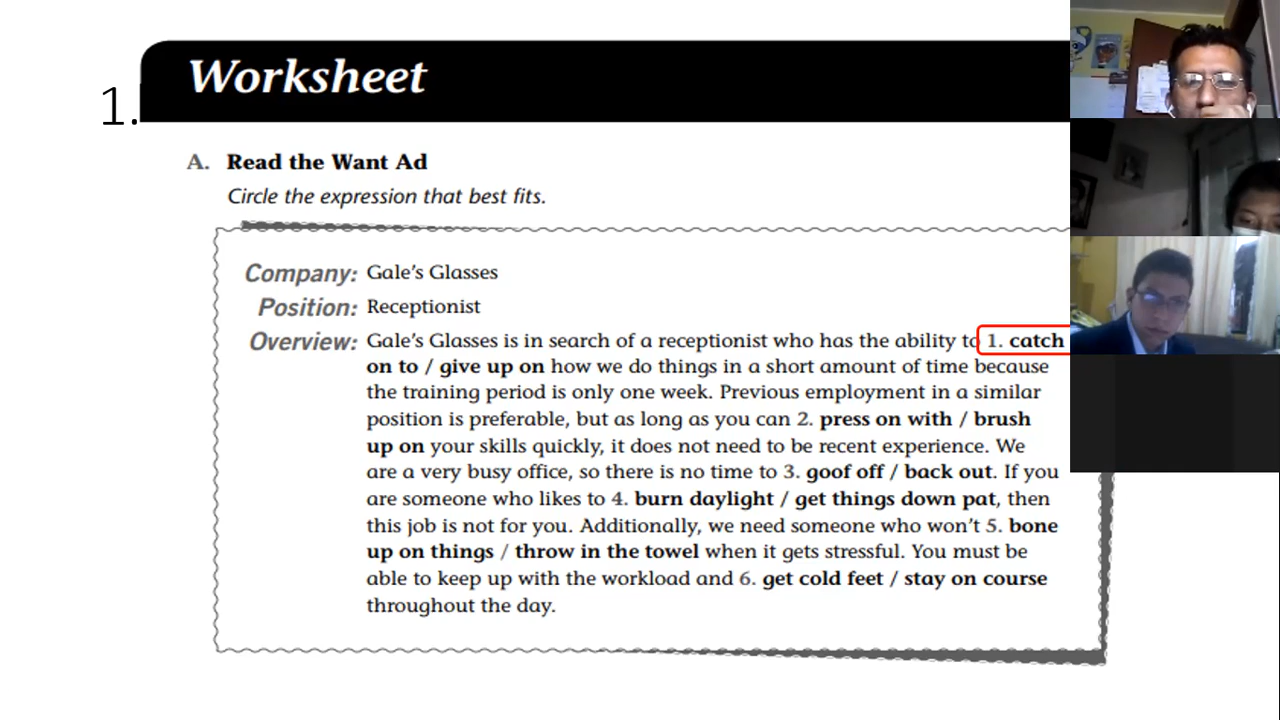 Worksheet
1.
A. Read the Want Ad
Circle the expression that best fits.
Company: Gale's Glasses
Position: Receptionist
Overview: Gale's Glasses is in search of a receptionist who has the ability to 1. catch
on to / give up on how we do things in a short amount of time because
the training period is only one week. Previous employment in a similar
position is preferable, but as long as you can 2. press on with / brush
up on your skills quickly, it does not need to be recent experience. We
are a very busy office, so there is no time to 3. goof off / back out. If you
are someone who likes to 4. burn daylight / get things down pat, then
this job is not for you. Additionally, we need someone who won't 5. bone
up on things / throw in the towel when it gets stressful. You must be
able to keep up with the workload and 6. get cold feet / stay on course
throughout the day.